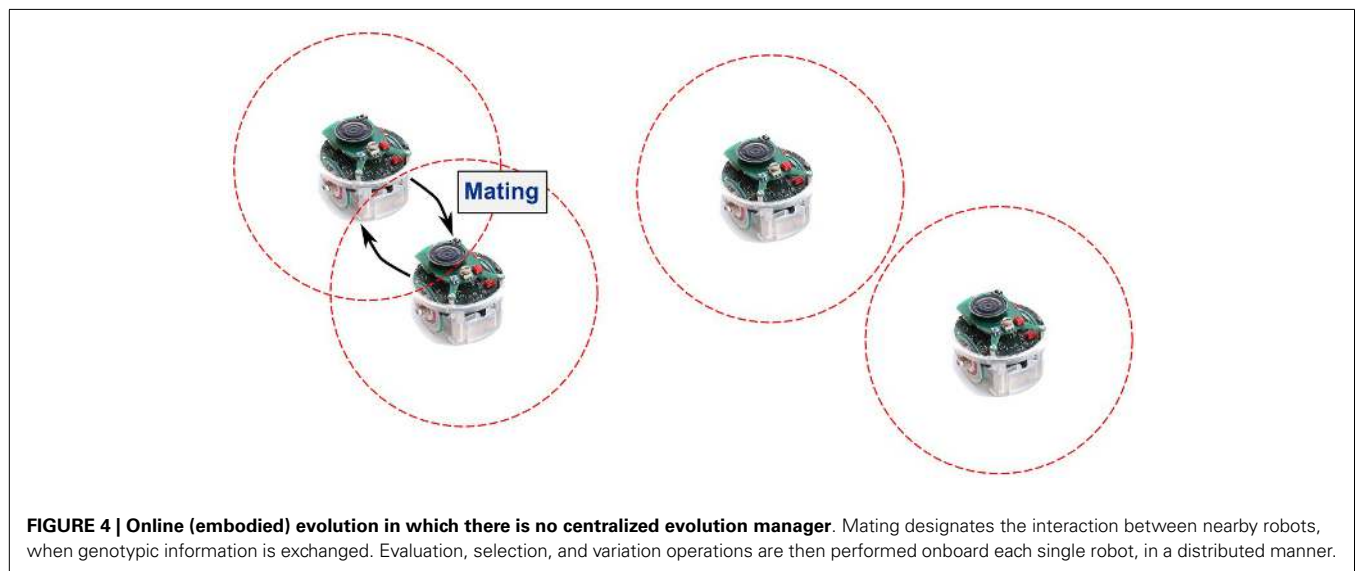 Mating
FIGURE 4 | Online (embodied) evolution in which there is no centralized evolution manager. Mating designates the interaction between nearby robots,
when genotypic information is exchanged. Evaluation, selection, and variation operations are then performed onboard each single robot, in a distributed manner.